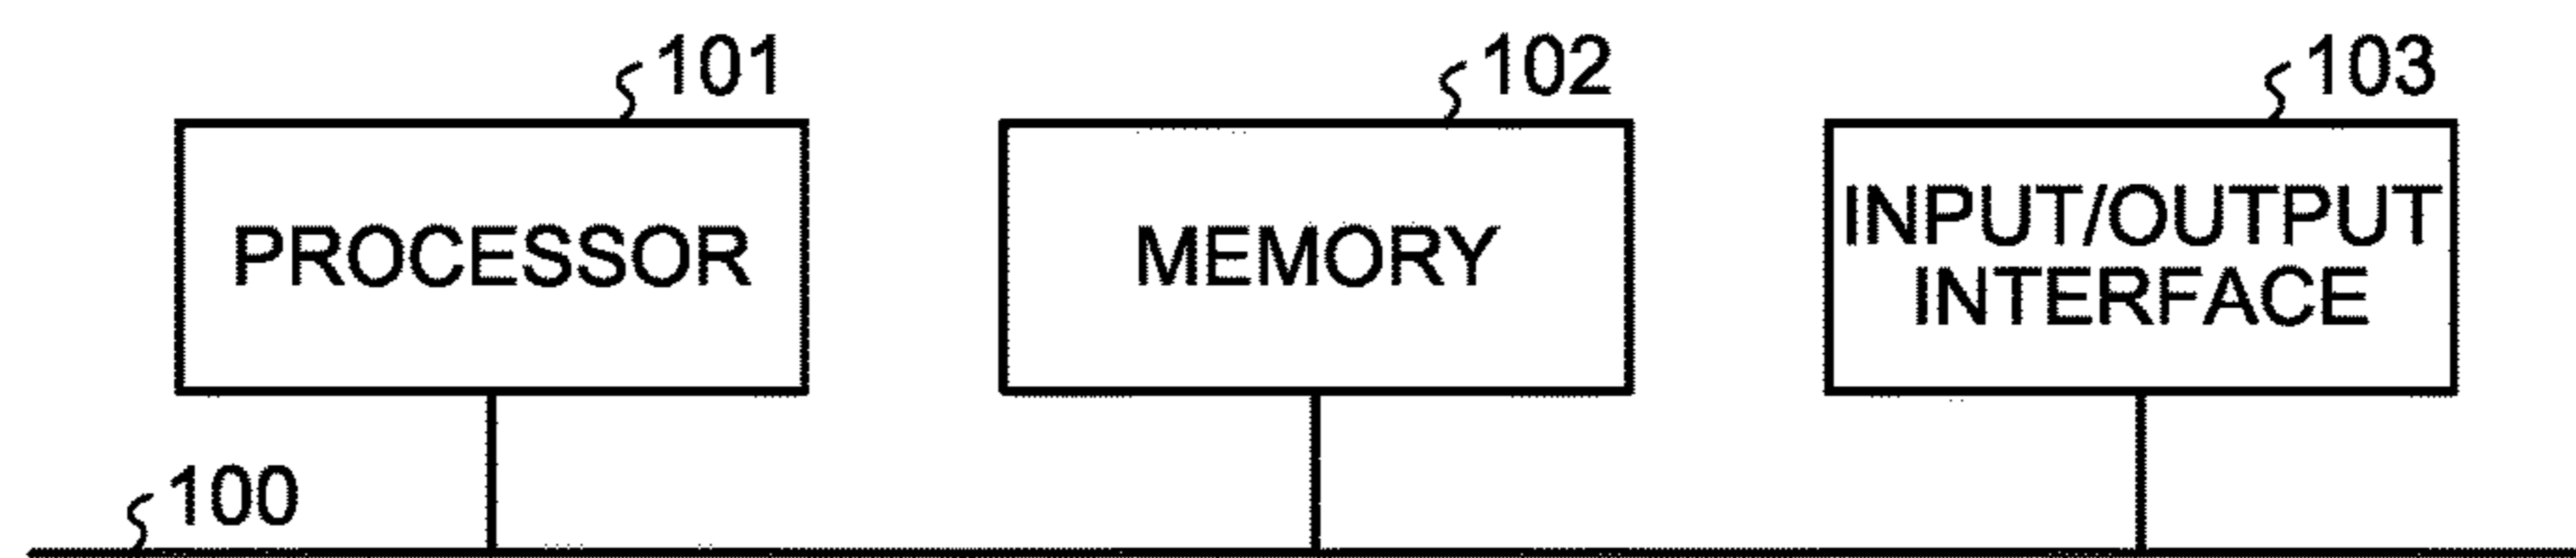 101
102
103
PROCESSOR
MEMORY
INPUT/OUTPUT
INTERFACE
100